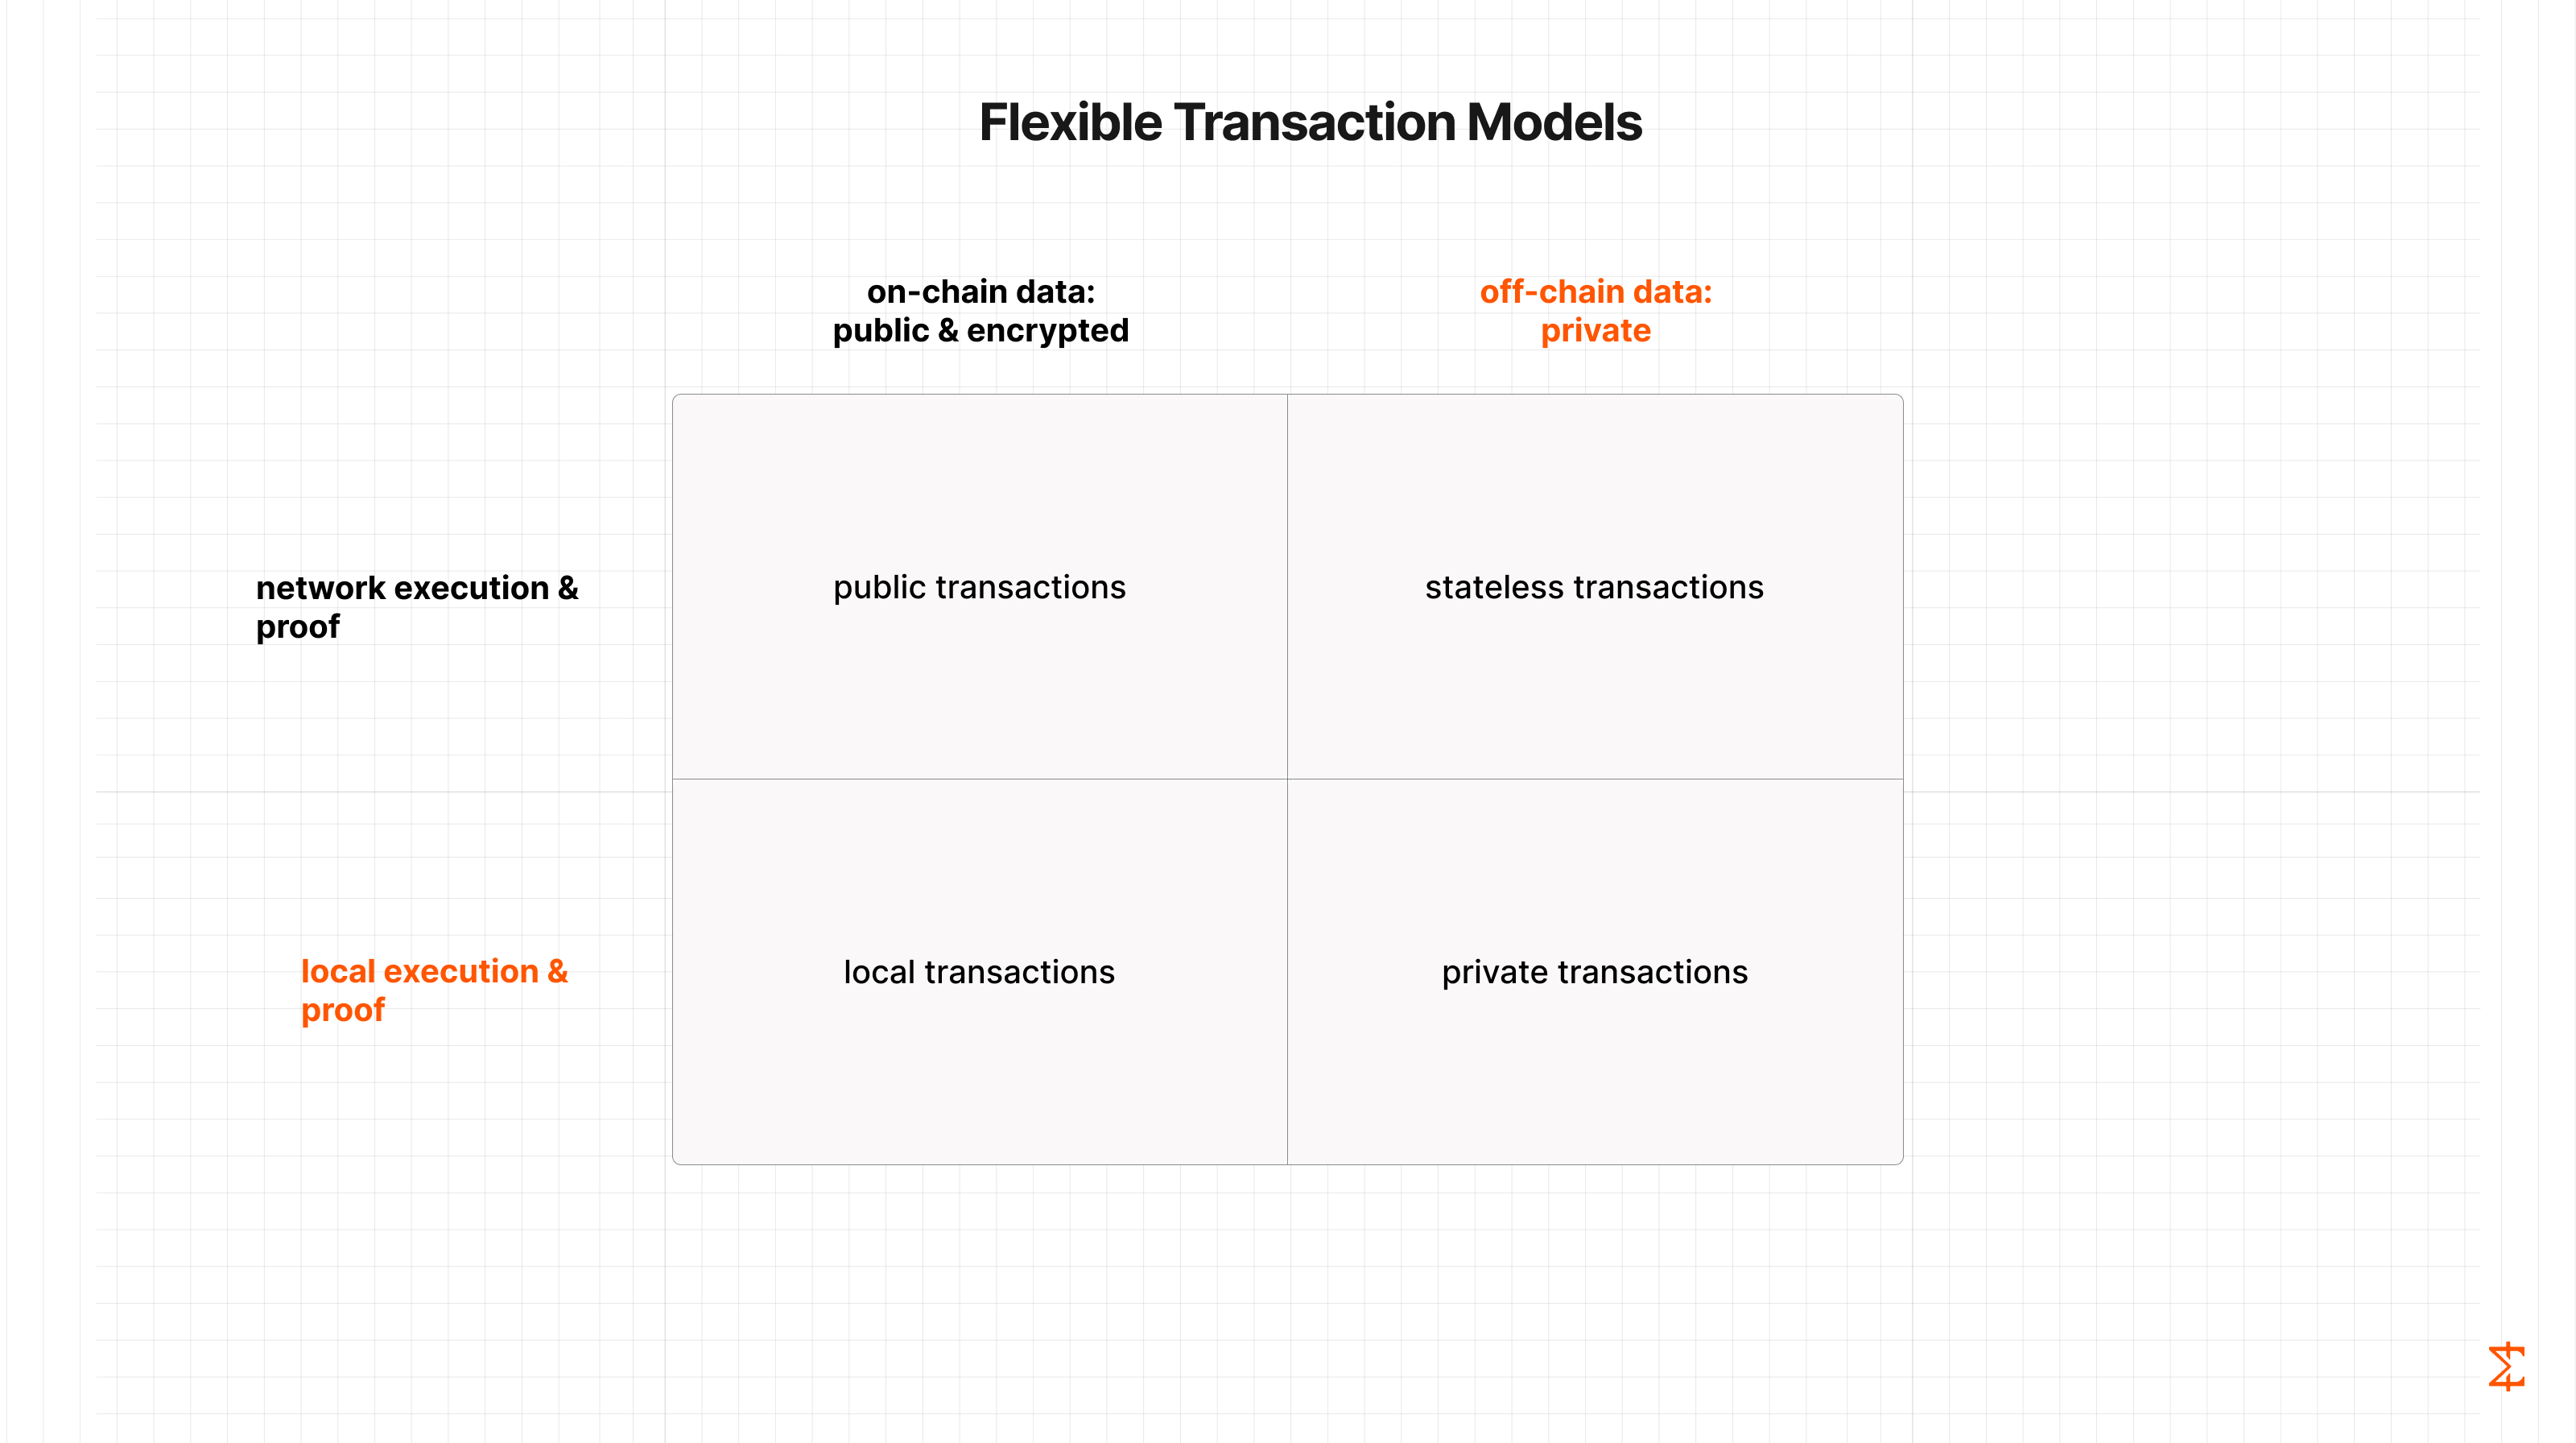 Flexible Transaction Models
on-chain data:
public & encrypted
off-chain data:
private
network execution &
proof
public transactions
stateless transactions
local execution &
proof
local transactions
private transactions